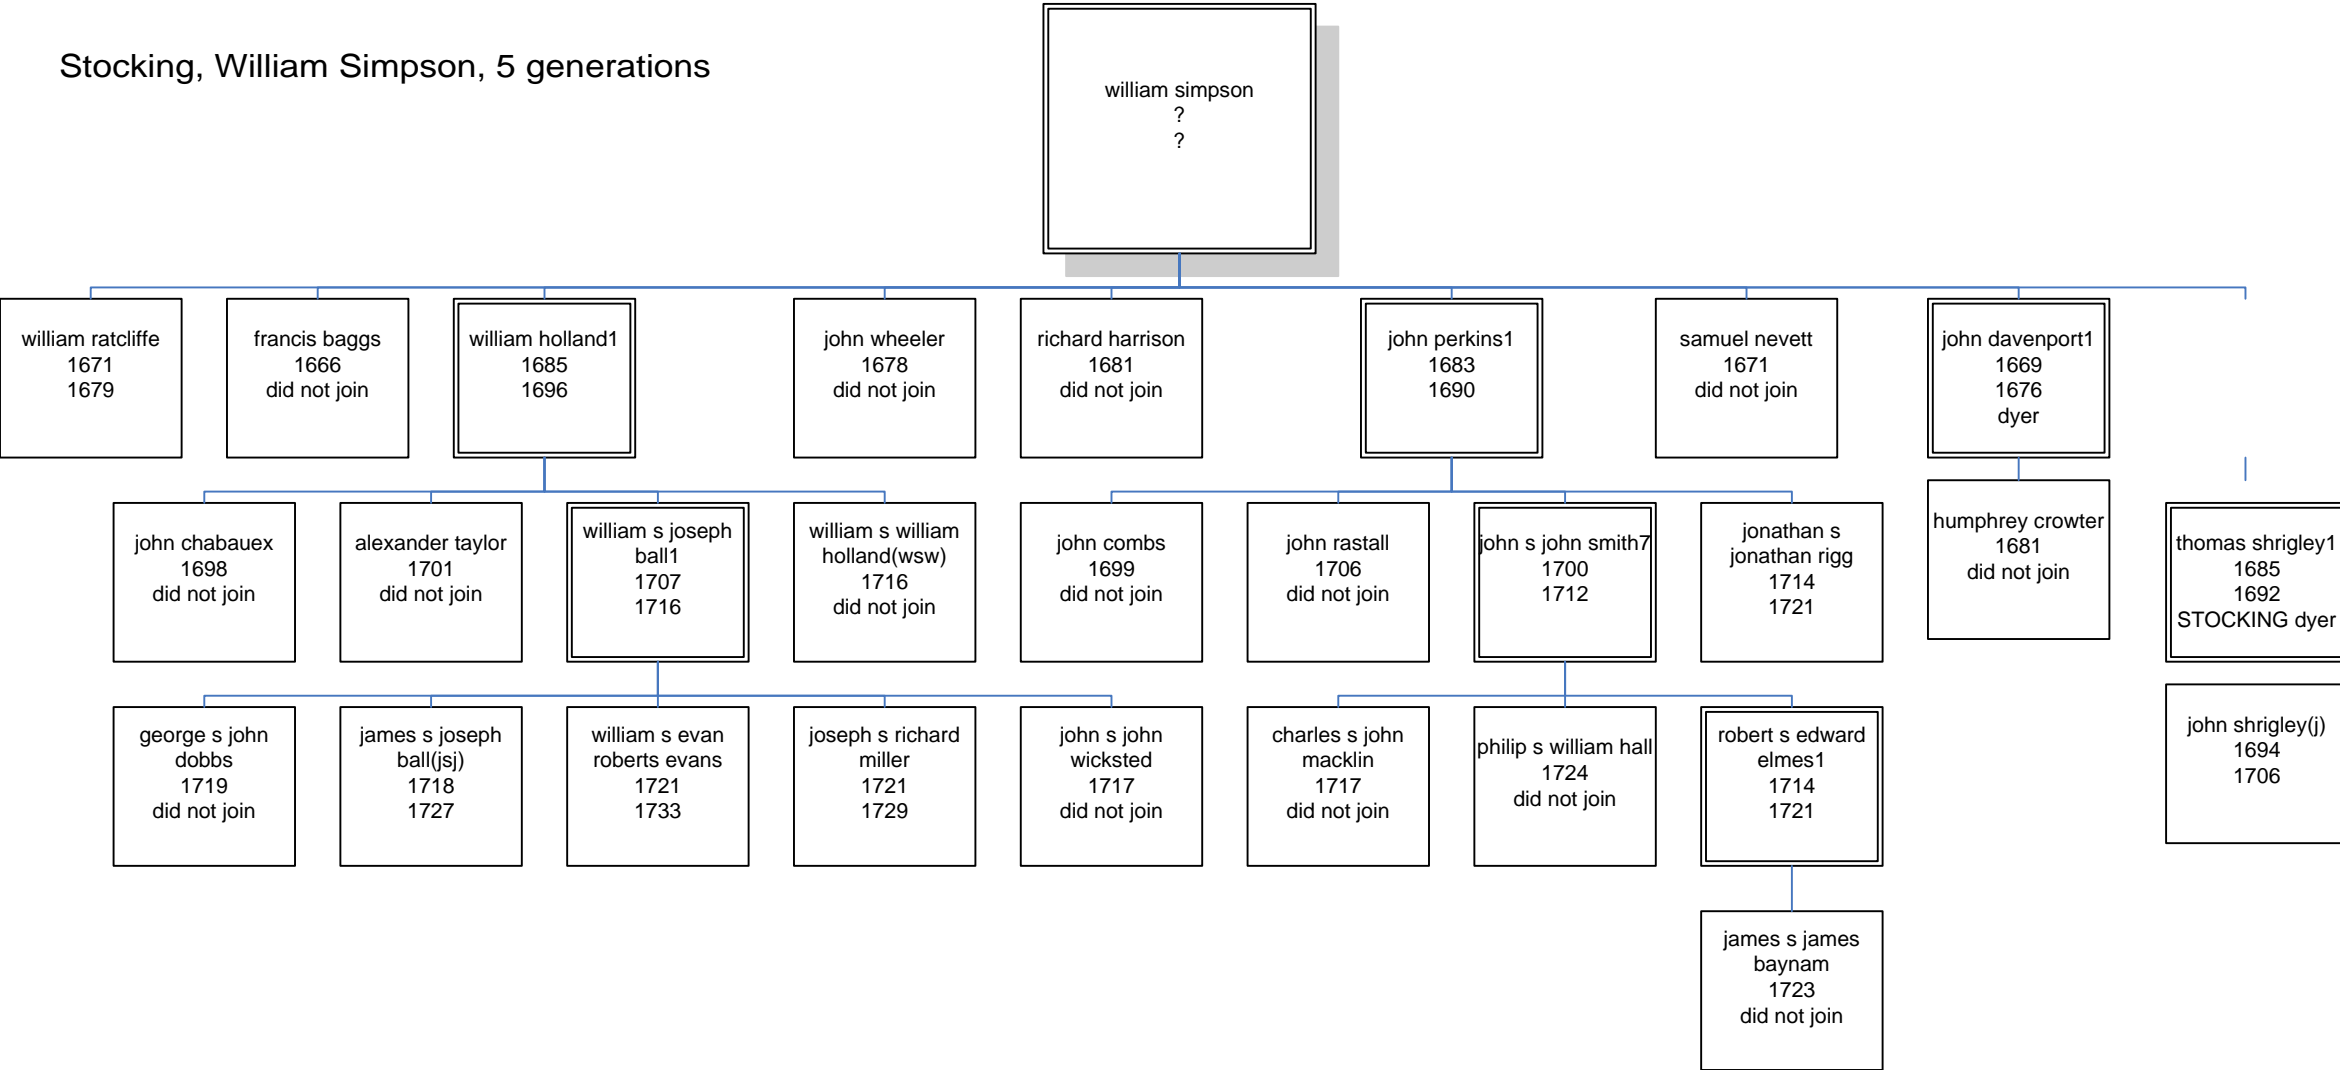 Stocking, William Simpson, 5 generations
william simpson
?
?
william ratcliffe
1671
1679
francis baggs
1666
did not join
william holland1
1685
1696
john wheeler
1678
did not join
richard harrison
1681
did not join
john perkins1
1683
1690
samuel nevett
1671
did not join
john davenport1
1669
1676
dyer
john chabauex
1698
did not join
alexander taylor
1701
did not join
william s joseph
ball1
1707
1716
william s william
holland(wsw)
1716
did not join
john combs
1699
did not join
john rastall
1706
did not join
john s john smith7
1700
1712
jonathan s
jonathan rigg
1714
1721
humphrey crowter
1681
did not join
thomas shrigley1
1685
1692
STOCKING dyer
george s john
dobbs
1719
did not join
james s joseph
ball(jsj)
1718
1727
william s evan
roberts evans
1721
1733
joseph s richard
miller
1721
1729
john s john
wicksted
1717
did not join
charles s john
macklin
1717
did not join
philip s william hall
1724
did not join
robert s edward
elmes1
1714
1721
john shrigley(j)
1694
1706
james s james
baynam
1723
did not join